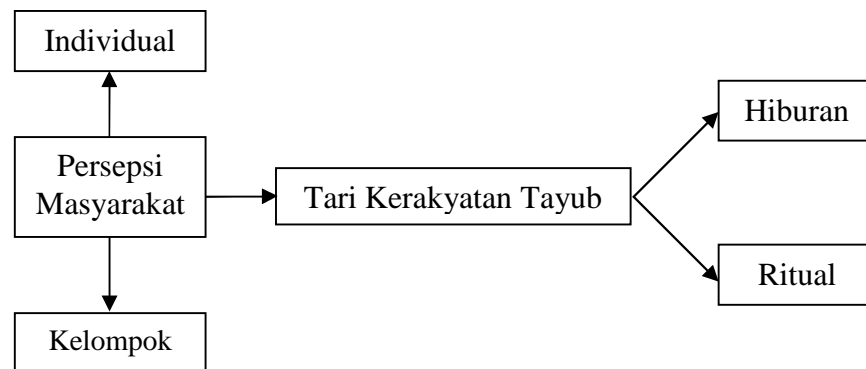 Individual
Hiburan
Persepsi
Masyarakat
Tari Kerakyatan Tayub
Ritual
Kelompok